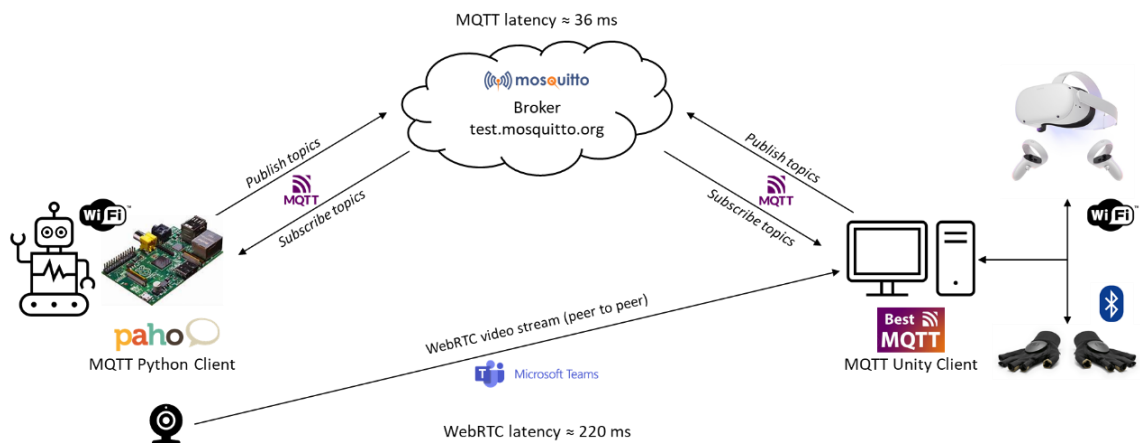 MQTT latency ≈ 36 ms
mosquitto
Broker
test.mosquitto.org
Publish topics
MQTT
Subscribe topics
Publish topics
MQTT
Subscribe topics
WiFi
paho
MQTT Python Client
WebRTC video stream (peer to peer)
Microsoft Teams
WebRTC latency ≈ 220 ms
Best
MQTT
MQTT Unity Client
WiFi